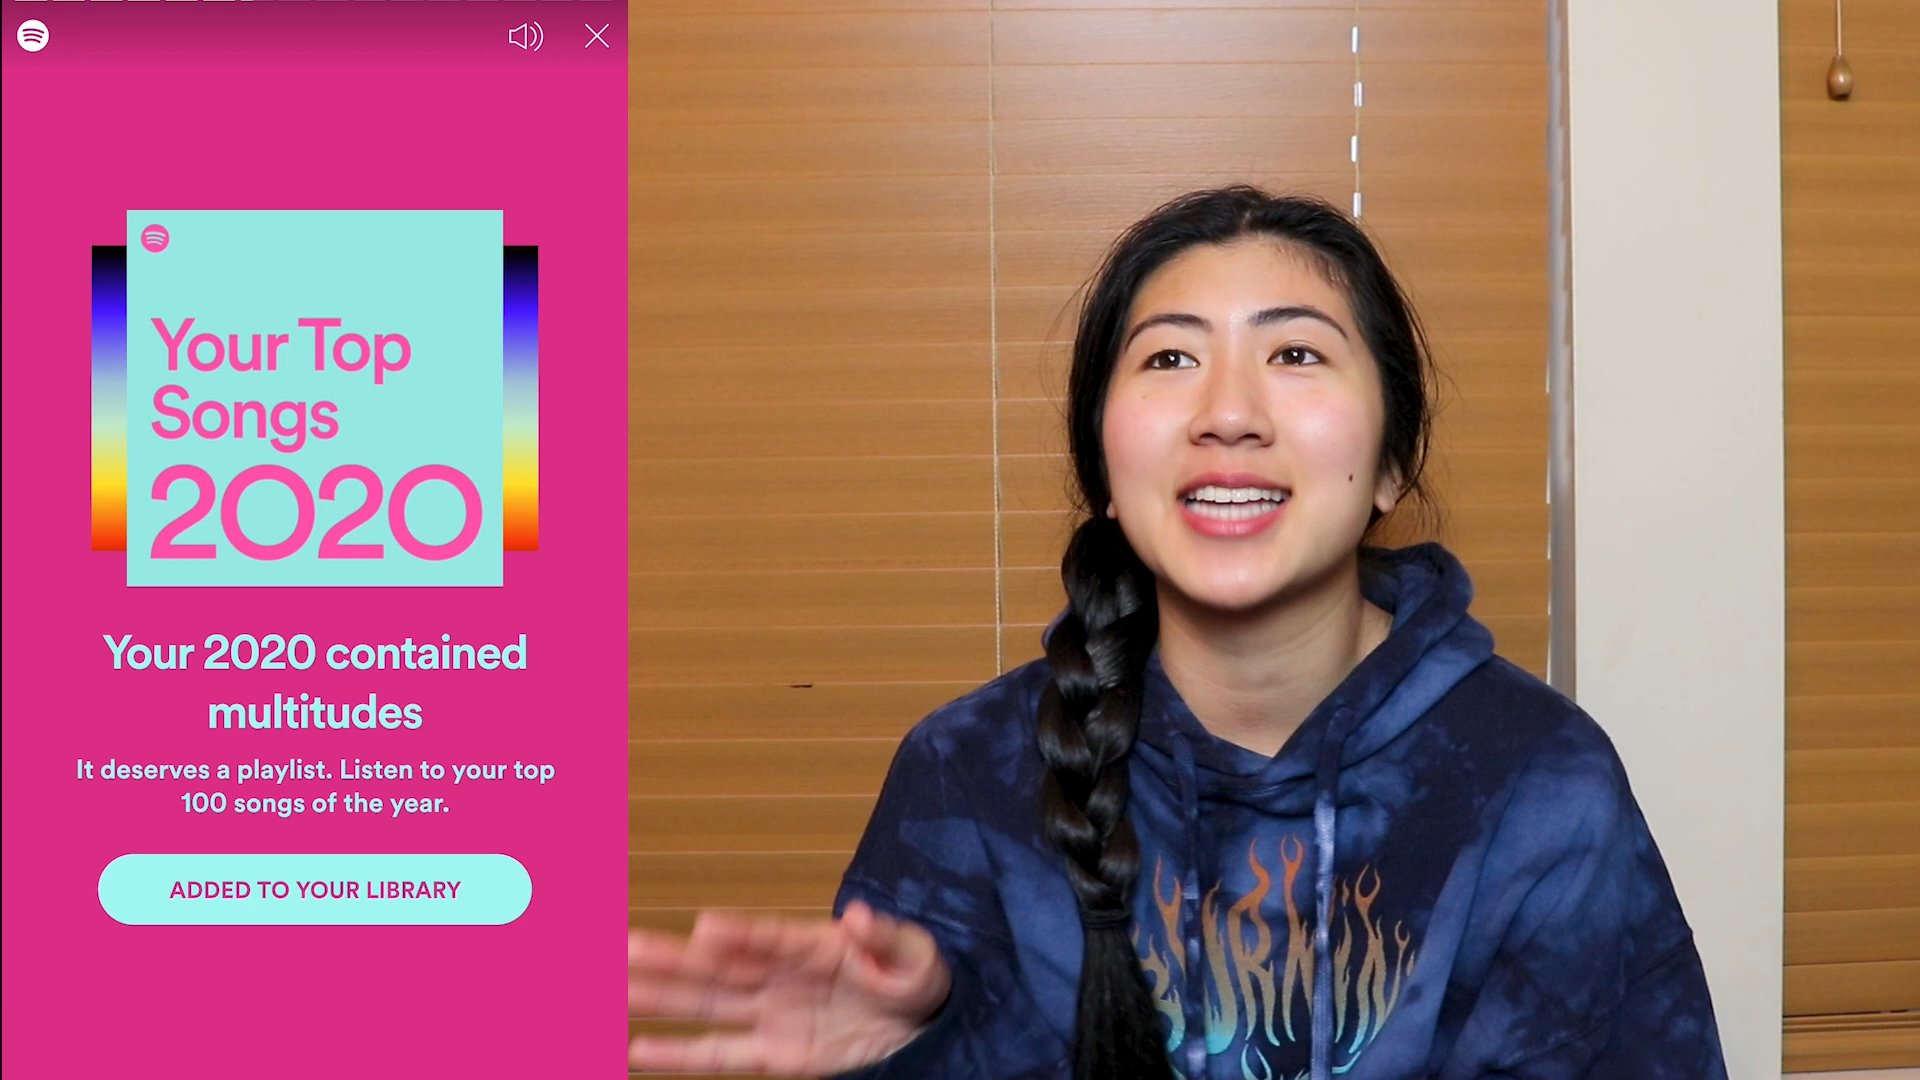 Your Top
Songs
2020
Your 2020 contained
multitudes
It deserves a playlist. Listen to your top
100 songs of the year.
ADDED TO YOUR LIBRARY